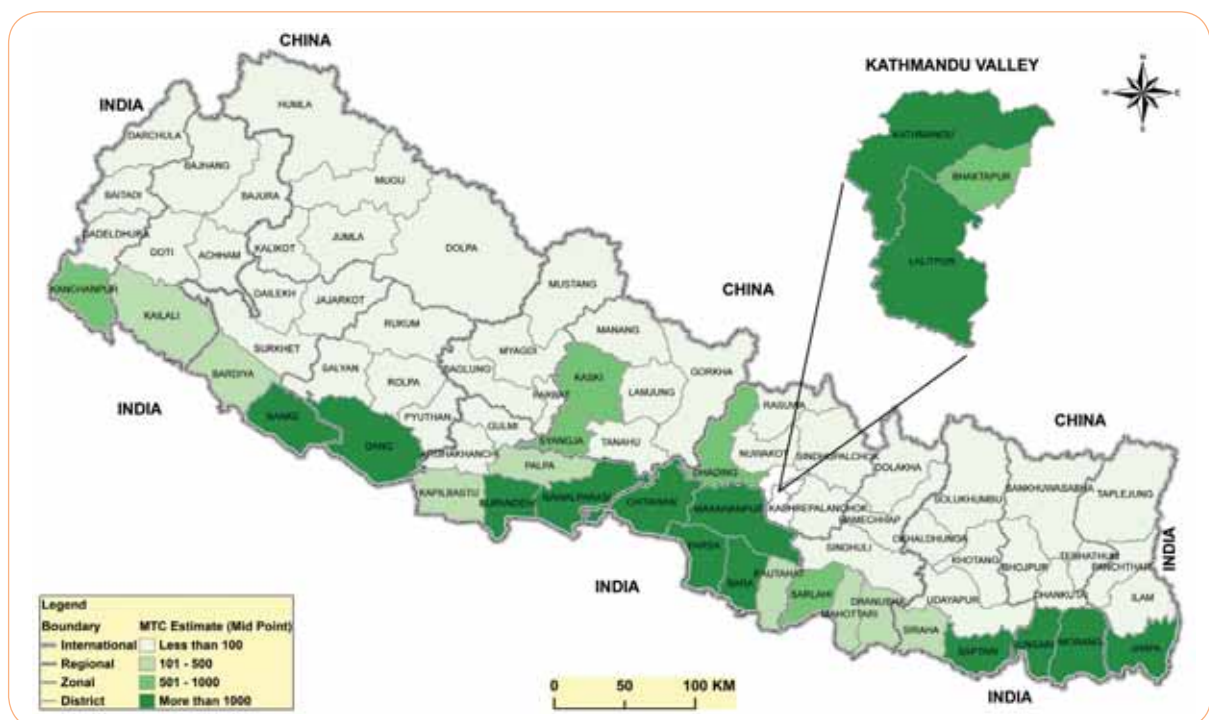 CHINA
KATHMANDU VALLEY
INDIA
HUMLA
DARCHULA
KATHMANDU
BAJHANG
BHAKTAPUR
MUGU
BAITADI
BAJURA
DADELDHURA
JUMLA
DOTI
ACHHAM
KALIKOT
DOLPA
LALITPUR
CHINA
KANCHANPUR
DAILEKH
MUSTANG
JAJARKOT
KAILALI
RUKUM
MANANG
SURKHET
MYAGDI
GORKHA
BARDIYA
SALYAN
ROLPA
BAGLUNG
KASKI
LAMJUNG
PARBAT
RASUWA
CHINA
INDIA
BANKE
PYUTHAN
GULMI
SYANGJA
TANAHU
NUWAKOT
SINDHUPALCHOK
DANG
DOLAKHA
ARGHAKHANCHI
PALPA
DHADING
SANKHUWASABHA
TAPLEJUNG
SOLUKHUMBU
KAPILBASTU
RUPANDEHI
NAWALPARASI
CHITAWAN
MAKAWANPUR
KABHREPALANCHOK
RAMECHHAP
OKHALDHUNGA
SINDHULI
KHOTANG
TERHATHUM
INDIA
PARSA
BHOJPUR
PANCHTHAR
INDIA
BARA
RAUTAHAT
SARLAHI
DHANUSHA
UDAYAPUR
DHANKUTA
ILAM
MAHOTTARI
SIRAHA
SAPTARI
SUNSARI
MORANG
JHAPA
INDIA
Legend
Boundary MTC Estimate (Mid Point)
International Less than 100
Regional 101 - 500
Zonal 501 - 1000
District More than 1000
0 50 100 KM